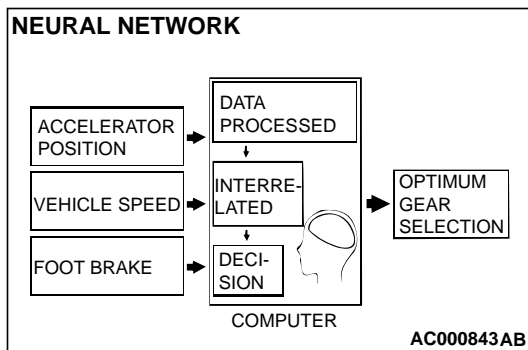 NEURAL NETWORK
ACCELERATOR
POSITION
VEHICLE SPEED
FOOT BRAKE
DATA
PROCESSED
INTERRE-
LATED
DECI-
SION
COMPUTER
OPTIMUM
GEAR
SELECTION
AC000843AB